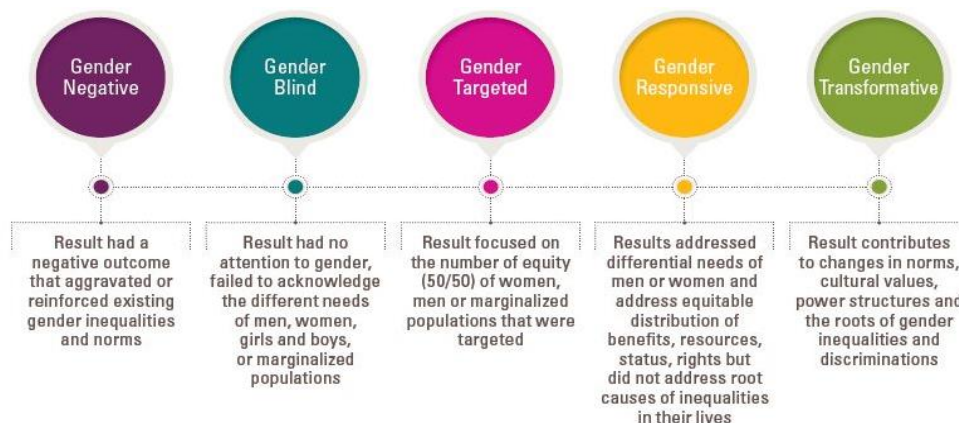 Gender
Negative
Gender
Blind
Gender
Targeted
Gender
Responsive
Gender
Transformative
Result had a
negative outcome
that aggravated or
reinforced existing
gender inequalities
and norms
Result had no
attention to gender,
failed to acknowledge
the different needs
of men, women,
girls and boys,
or marginalized
populations
Result focused on
the number of equity
(50/50) of women,
men or marginalized
populations that were
targeted
Results addressed
differential needs of
men or women and
address equitable
distribution of
benefits, resources,
status, rights but
did not address root
causes of inequalities
in their lives
Result contributes
to changes in norms,
cultural values,
power structures and
the roots of gender
inequalities and
discriminations